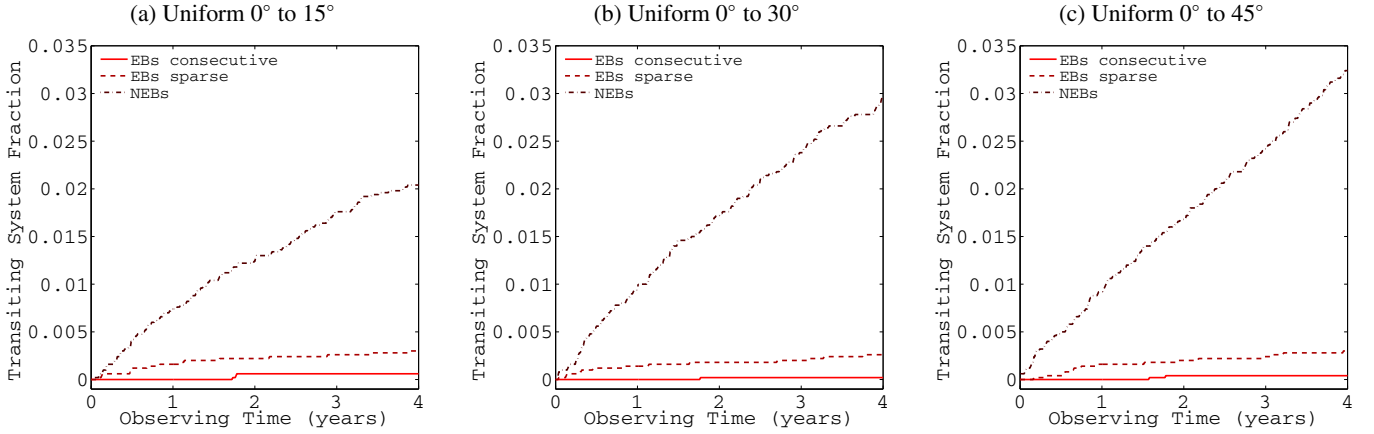 (a) Uniform 0° to 15°
Transiting System Fraction
0.035
0.03
0.025
0.02
0.015
0.01
0.005
0
EBs consecutive
EBs sparse
NEBs
0 1 2 3 4
Observing Time (years)
(b) Uniform 0° to 30°
Transiting System Fraction
0.035
0.03
0.025
0.02
0.015
0.01
0.005
0
EBs consecutive
EBs sparse
NEBs
0 1 2 3 4
Observing Time (years)
(c) Uniform 0° to 45°
Transiting System Fraction
0.035
0.03
0.025
0.02
0.015
0.01
0.005
0
EBs consecutive
EBs sparse
NEBs
0 1 2 3 4
Observing Time (years)